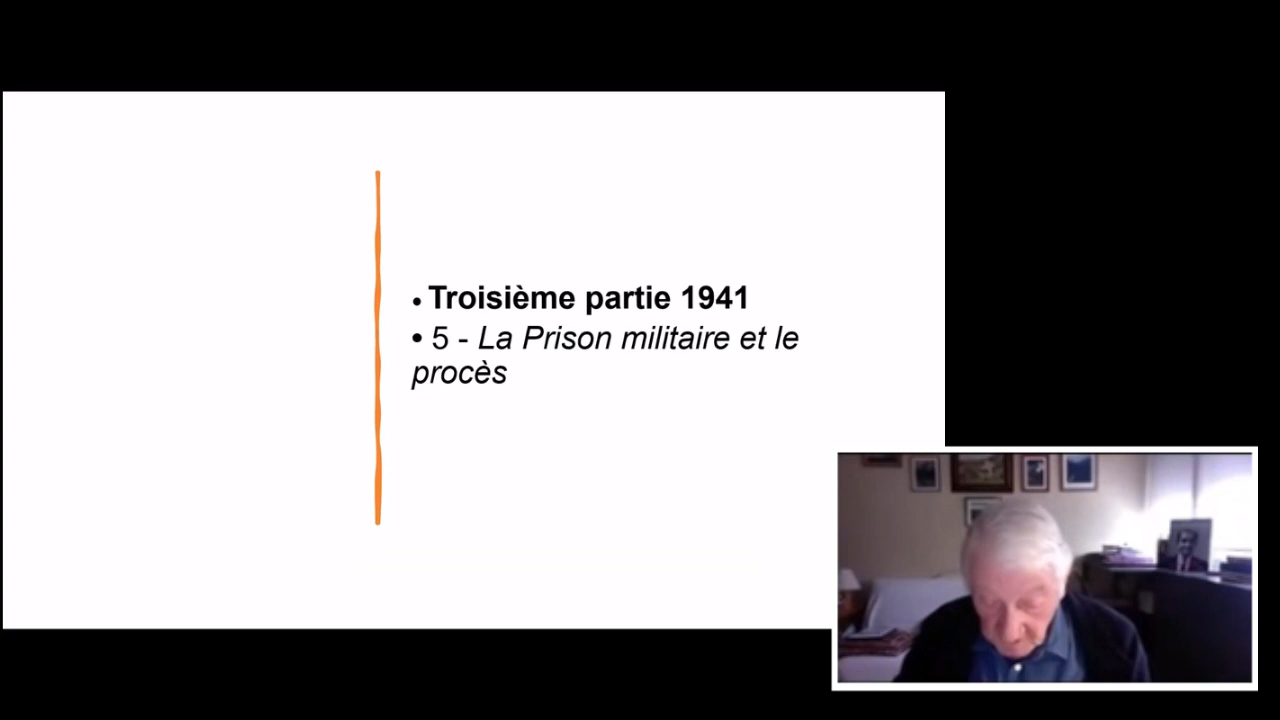 • Troisième partie 1941
• 5 - La Prison militaire et le
procès